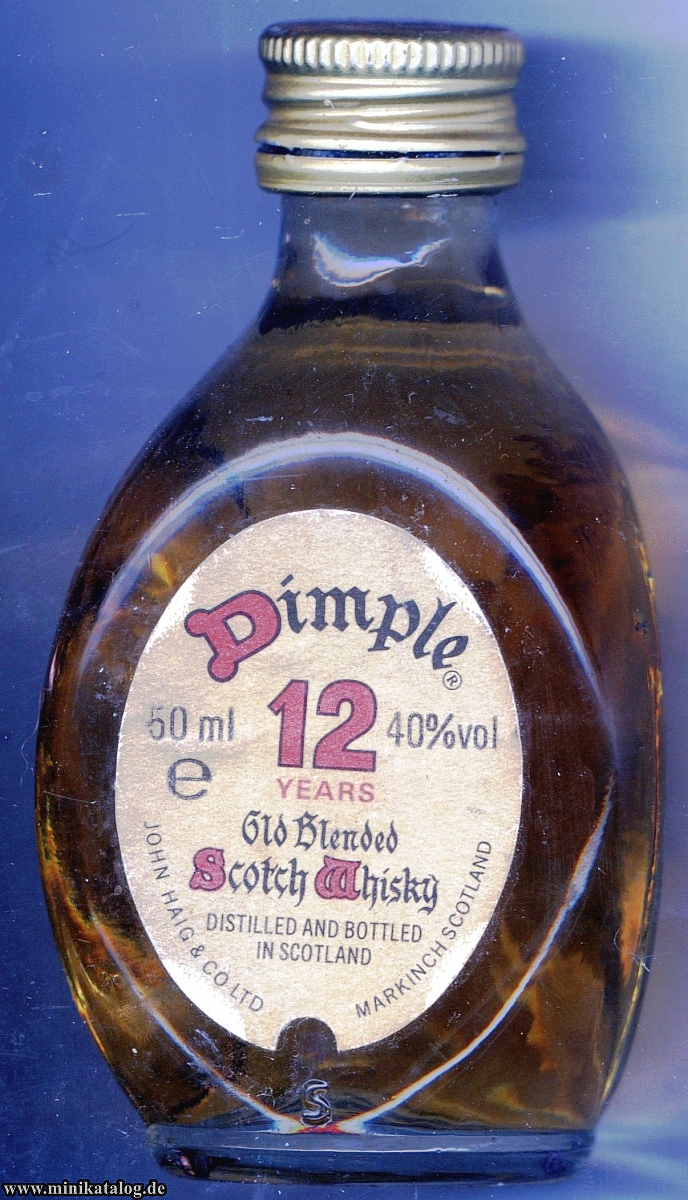 Dimple®
50 ml 12 40%vol
e YEARS
Old Blended
Scotch Whisky
DISTILLED AND BOTTLED
IN SCOTLAND
JOHN HAIG & CO LTD
MARKINCH SCOTLAND
S
www.minikatalog.de